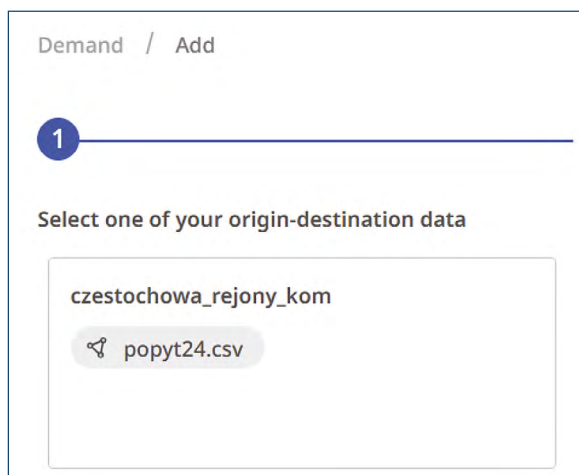 Demand / Add
1
Select one of your origin-destination data
czestochowa_rejony_kom
popyt24.csv